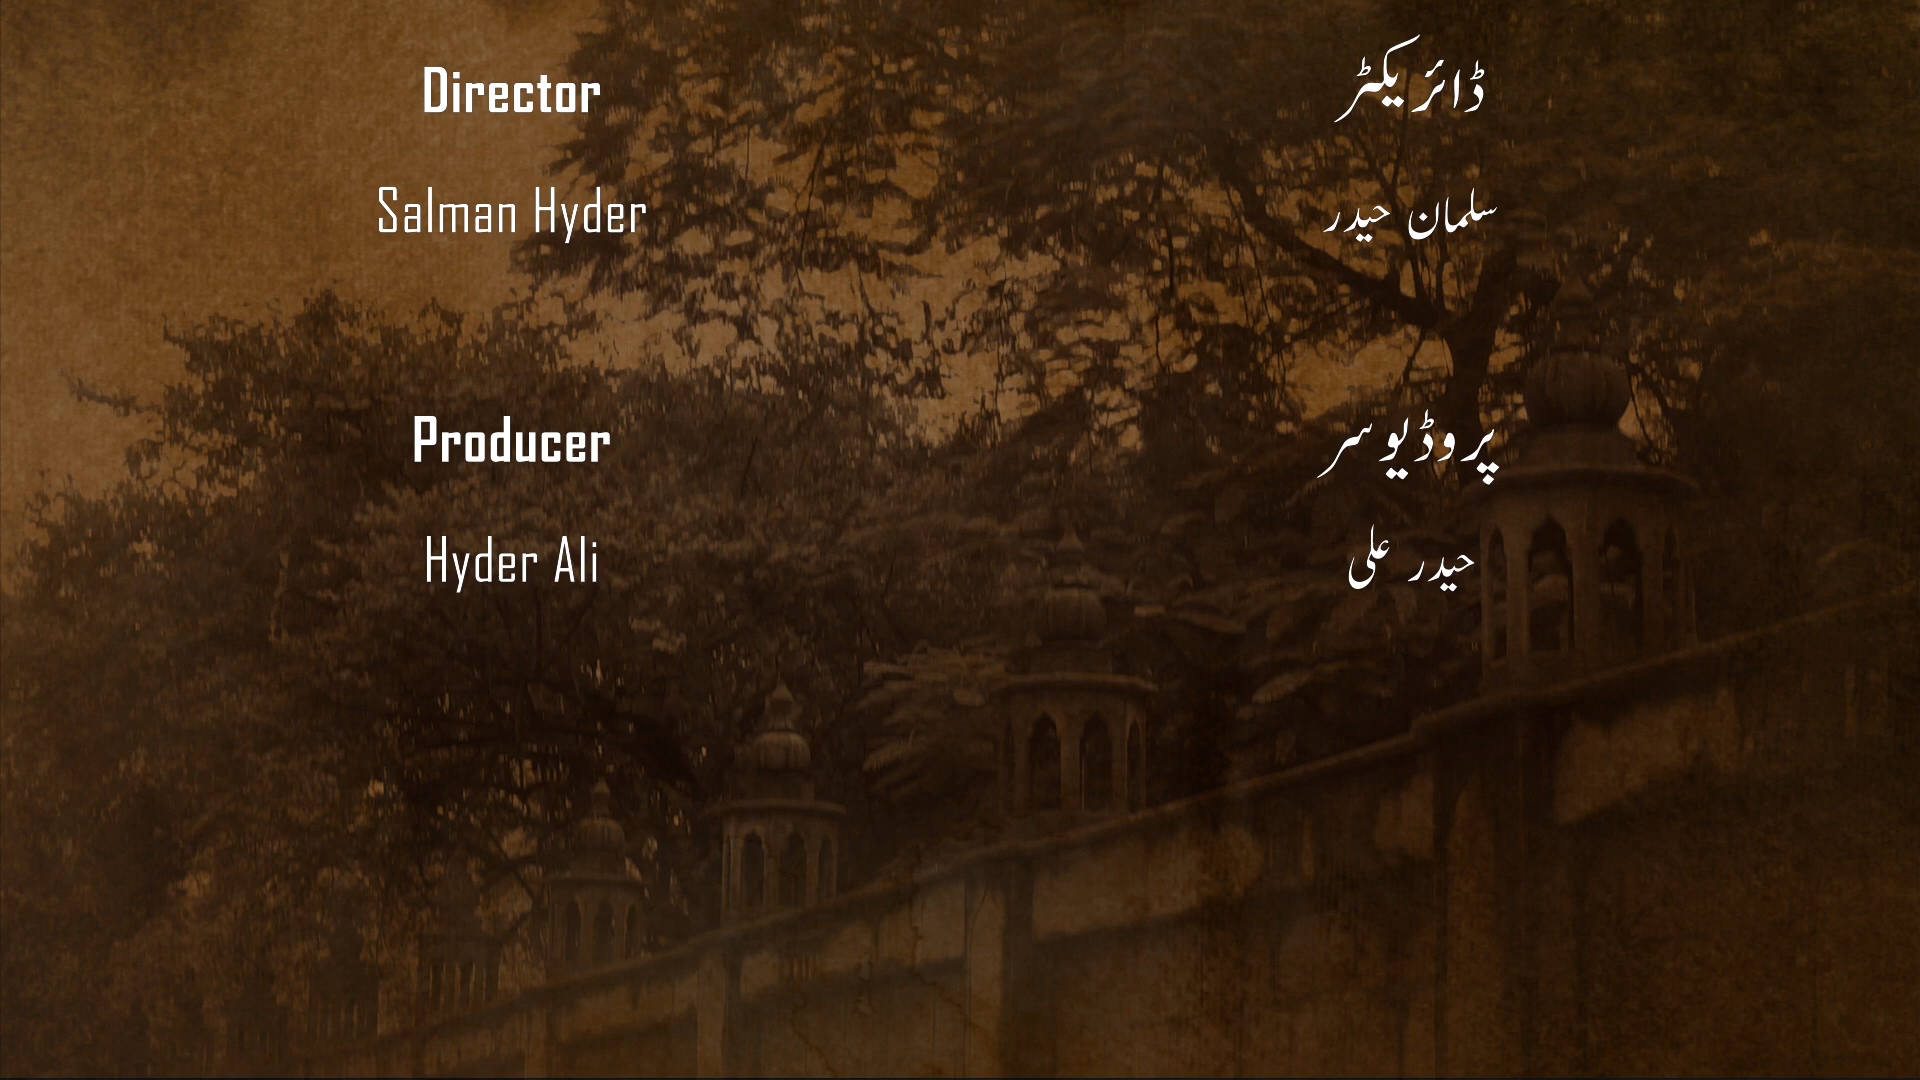 Director
ڈائریکٹر
Salman Hyder
سلمان حیدر
Producer
پروڈیوسر
Hyder Ali
حیدر علی